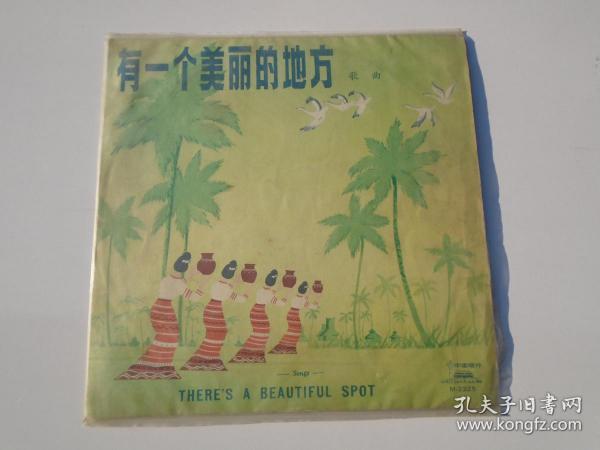 有一个美丽的地方 歌曲
Songs
THERE'S A BEAUTIFUL SPOT
中国唱片
M-2325
孔夫子旧书网
www.kongfz.com